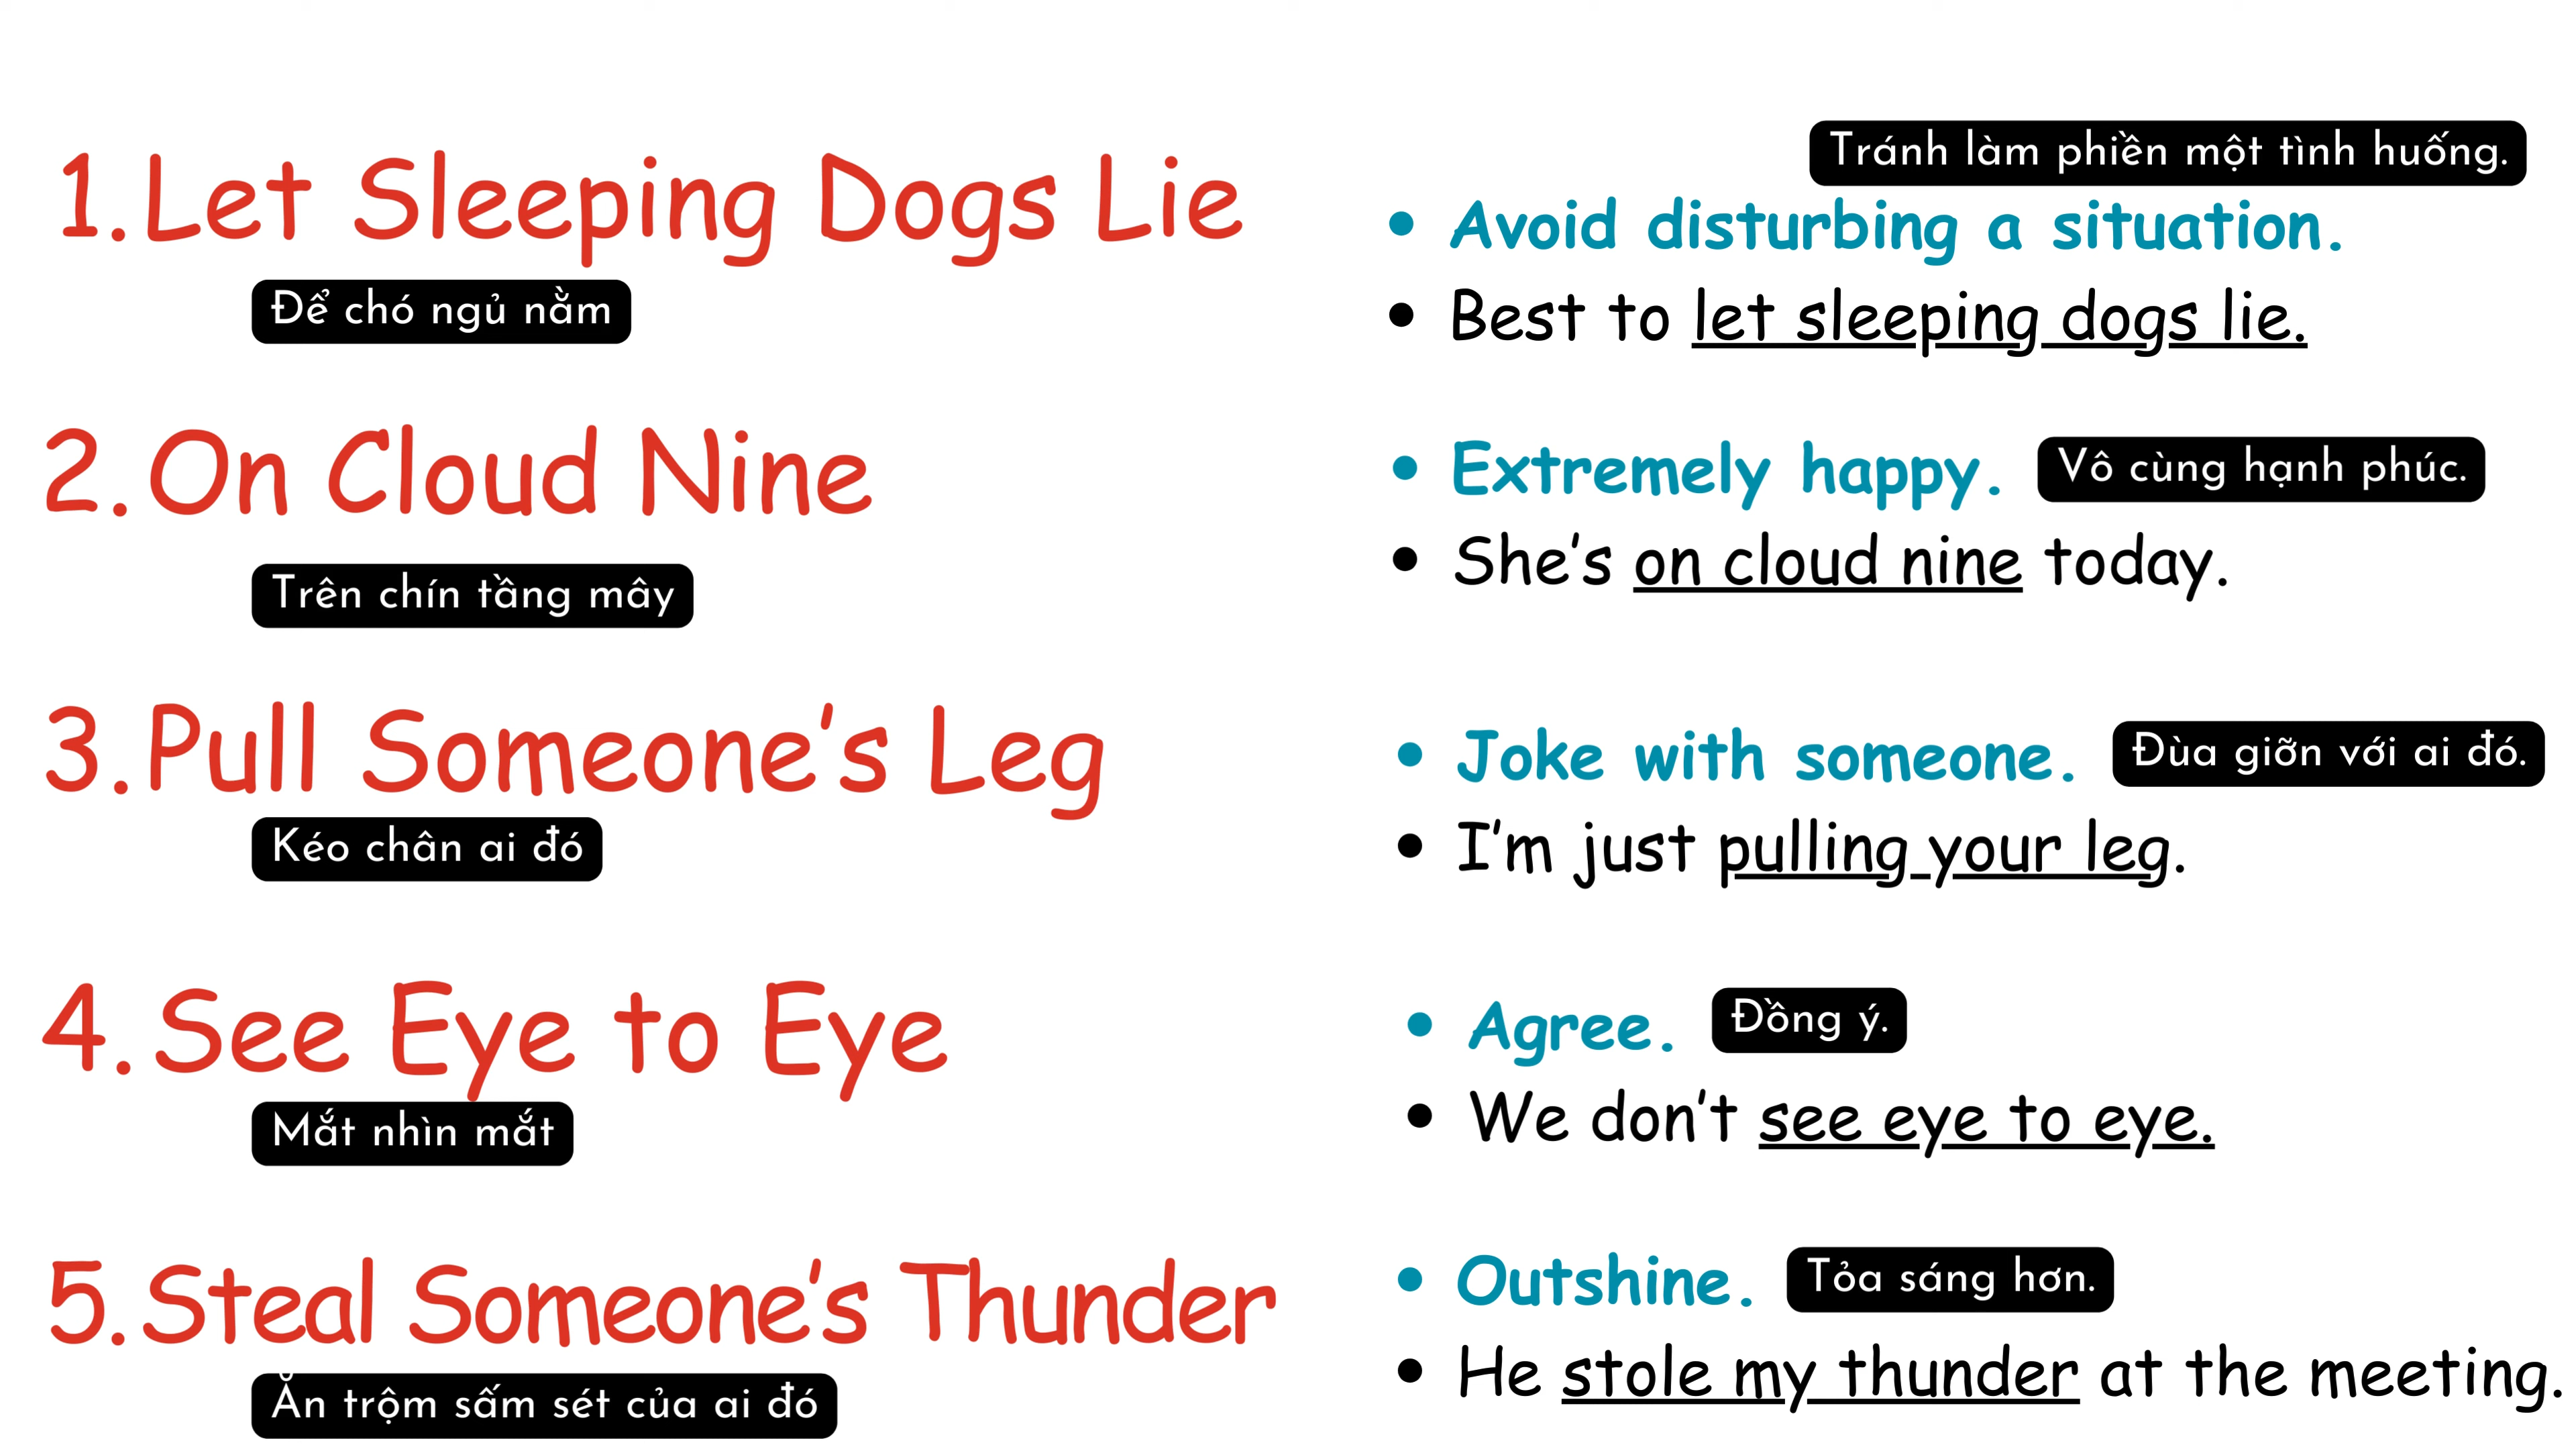 1. Let Sleeping Dogs Lie
Để chó ngủ nằm
Tránh làm phiền một tình huống.
• Avoid disturbing a situation.
• Best to let sleeping dogs lie.
2. On Cloud Nine
Trên chín tầng mây
• Extremely happy. Vô cùng hạnh phúc.
• She's on cloud nine today.
3. Pull Someone's Leg
Kéo chân ai đó
• Joke with someone. Đùa giỡn với ai đó.
• I'm just pulling your leg.
4. See Eye to Eye
Mắt nhìn mắt
• Agree. Đồng ý.
• We don't see eye to eye.
5. Steal Someone's Thunder
Ăn trộm sấm sét của ai đó
• Outshine. Tỏa sáng hơn.
• He stole my thunder at the meeting.